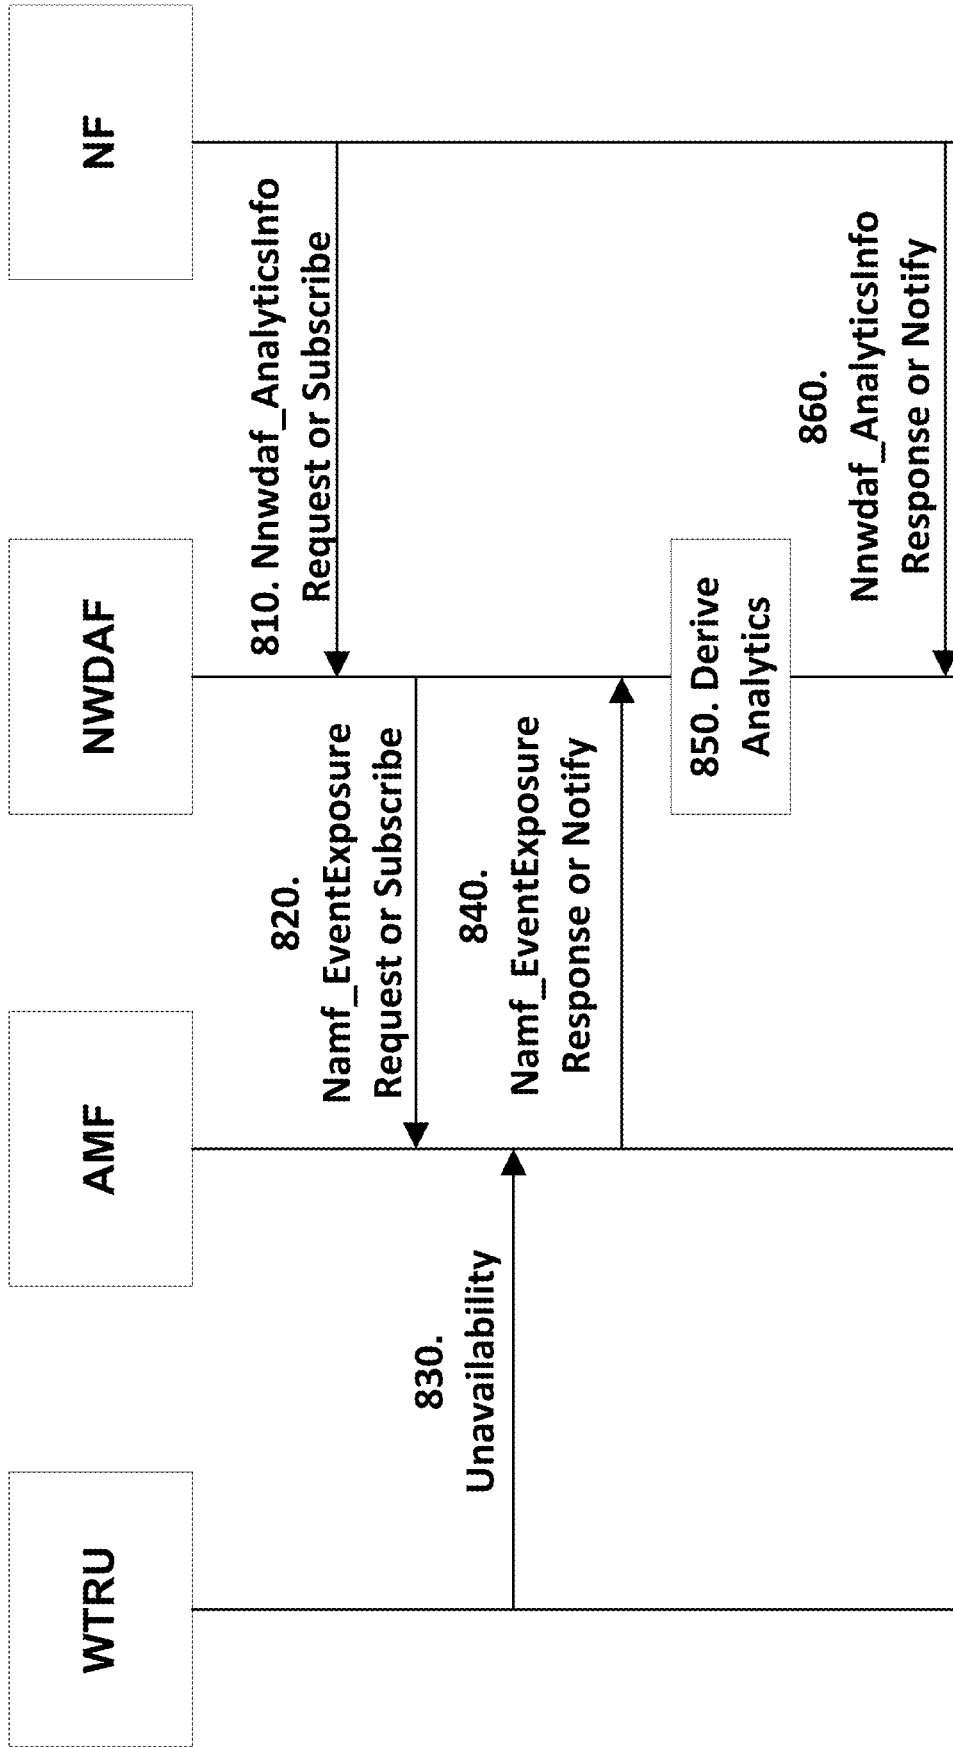 WTRU
AMF
NWDAF
NF
810. Nnwdaf_AnalyticsInfo
Request or Subscribe
820.
Namf_EventExposure
Request or Subscribe
830.
Unavailability
840.
Namf_EventExposure
Response or Notify
850. Derive
Analytics
860.
Nnwdaf_AnalyticsInfo
Response or Notify